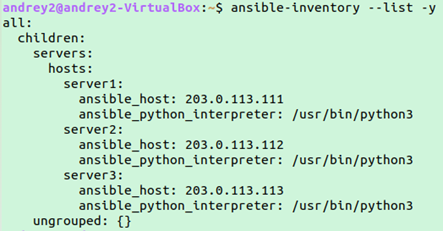 andrey2@andrey2-VirtualBox:~$ ansible-inventory --list -y
all:
  children:
    servers:
      hosts:
        server1:
          ansible_host: 203.0.113.111
          ansible_python_interpreter: /usr/bin/python3
        server2:
          ansible_host: 203.0.113.112
          ansible_python_interpreter: /usr/bin/python3
        server3:
          ansible_host: 203.0.113.113
          ansible_python_interpreter: /usr/bin/python3
    ungrouped: {}